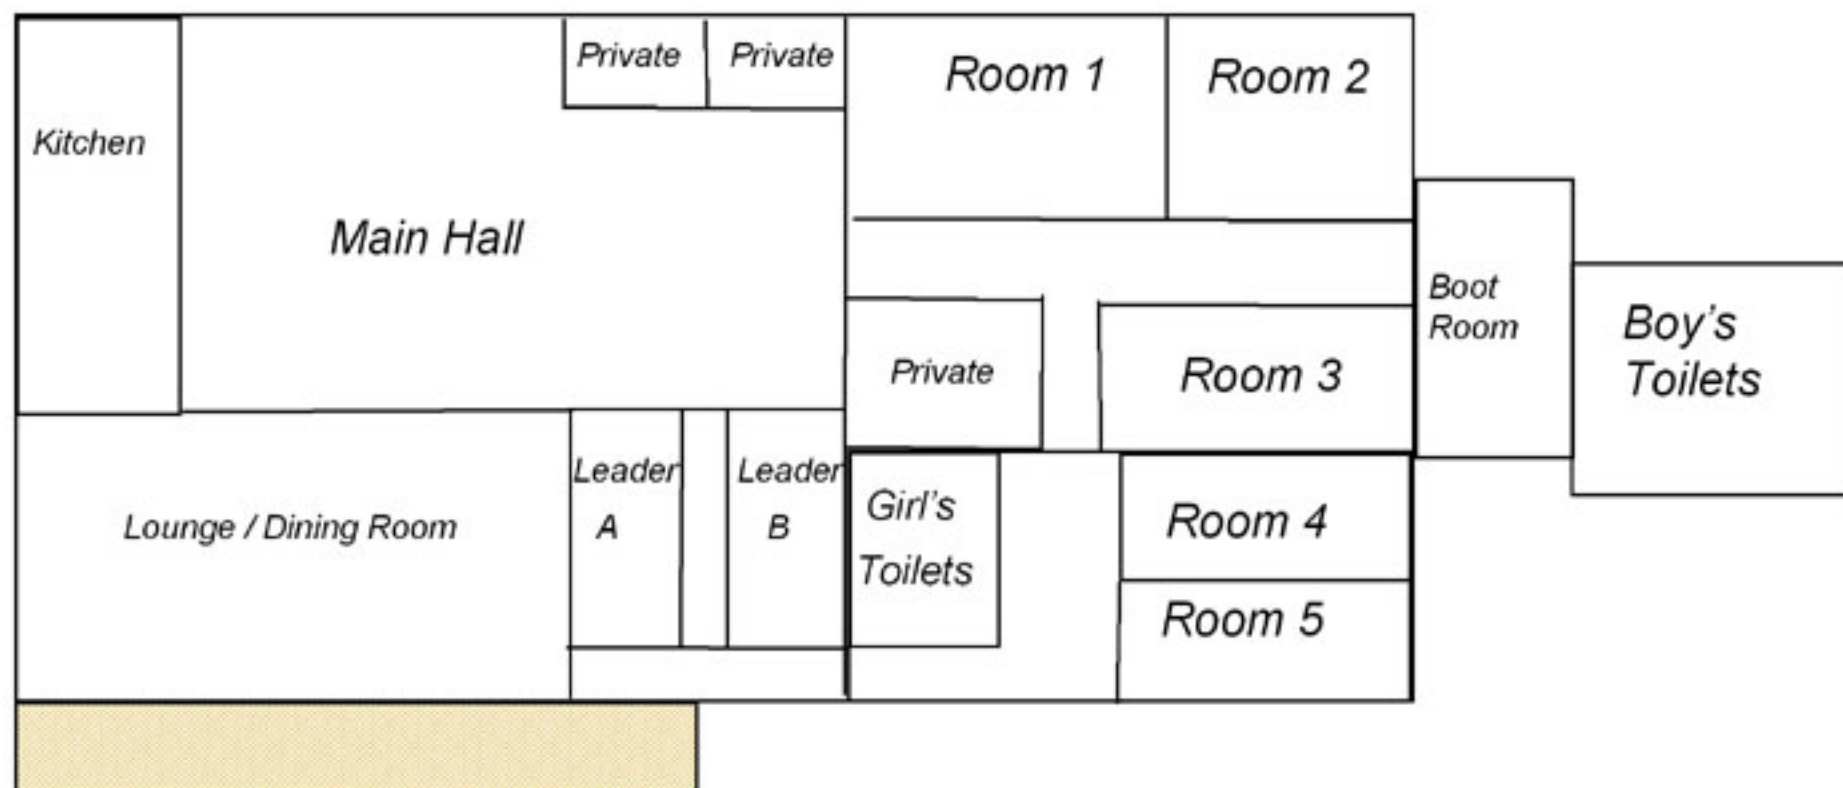 Private
Private
Room 1
Room 2
Kitchen
Main Hall
Boot
Room
Boy's
Toilets
Private
Room 3
Lounge / Dining Room
Leader
A
Leader
B
Girl's
Toilets
Room 4
Room 5